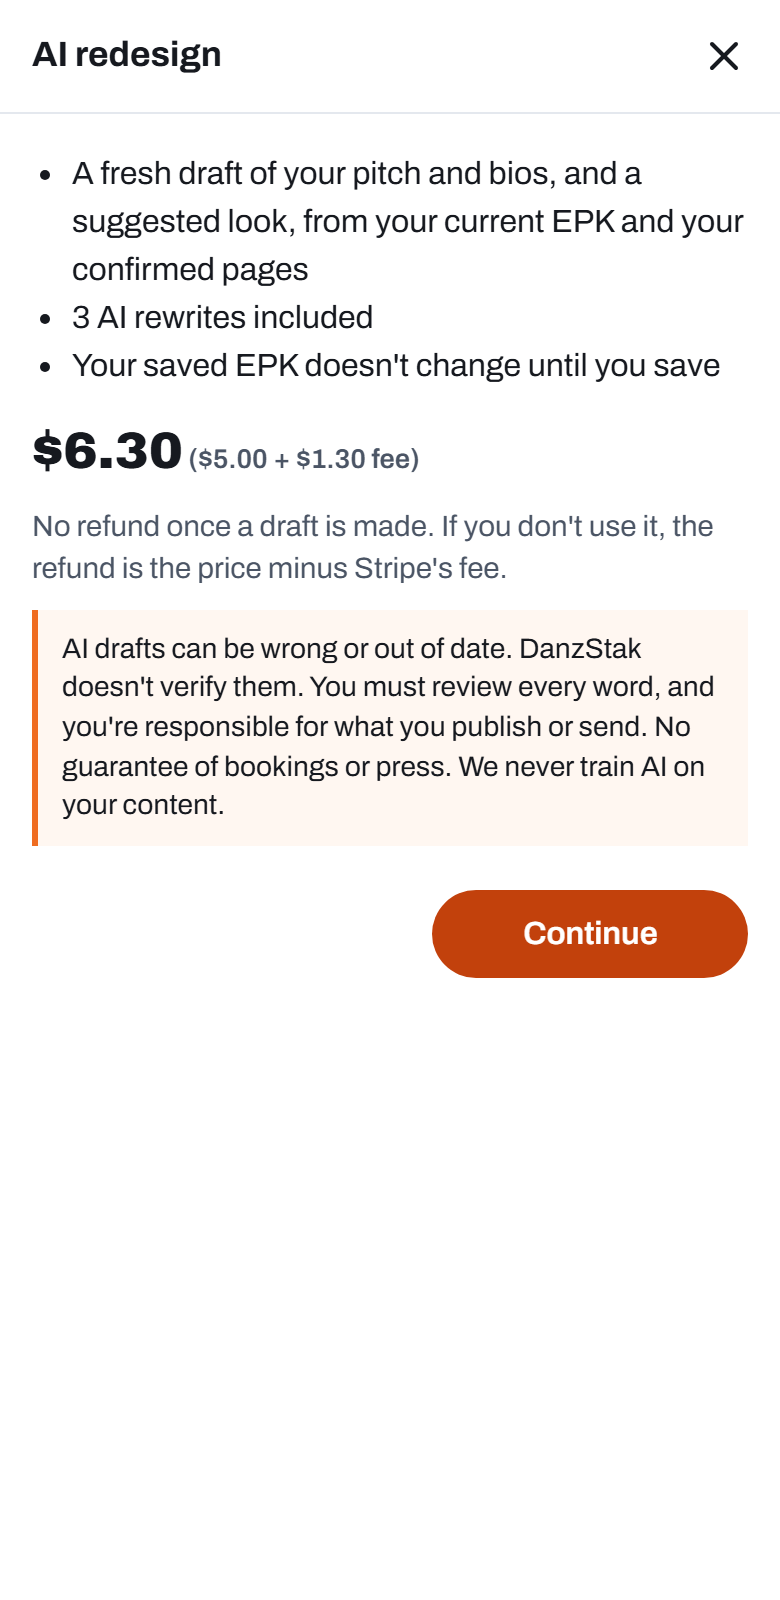 AI redesign
• A fresh draft of your pitch and bios, and a
suggested look, from your current EPK and your
confirmed pages
• 3 AI rewrites included
• Your saved EPK doesn't change until you save
$6.30 ($5.00 + $1.30 fee)
No refund once a draft is made. If you don't use it, the
refund is the price minus Stripe's fee.
AI drafts can be wrong or out of date. DanzStak
doesn't verify them. You must review every word, and
you're responsible for what you publish or send. No
guarantee of bookings or press. We never train AI on
your content.
Continue